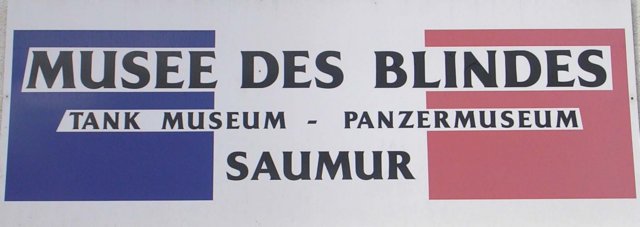 MUSEE DES BLINDES
TANK MUSEUM - PANZERMUSEUM
SAUMUR